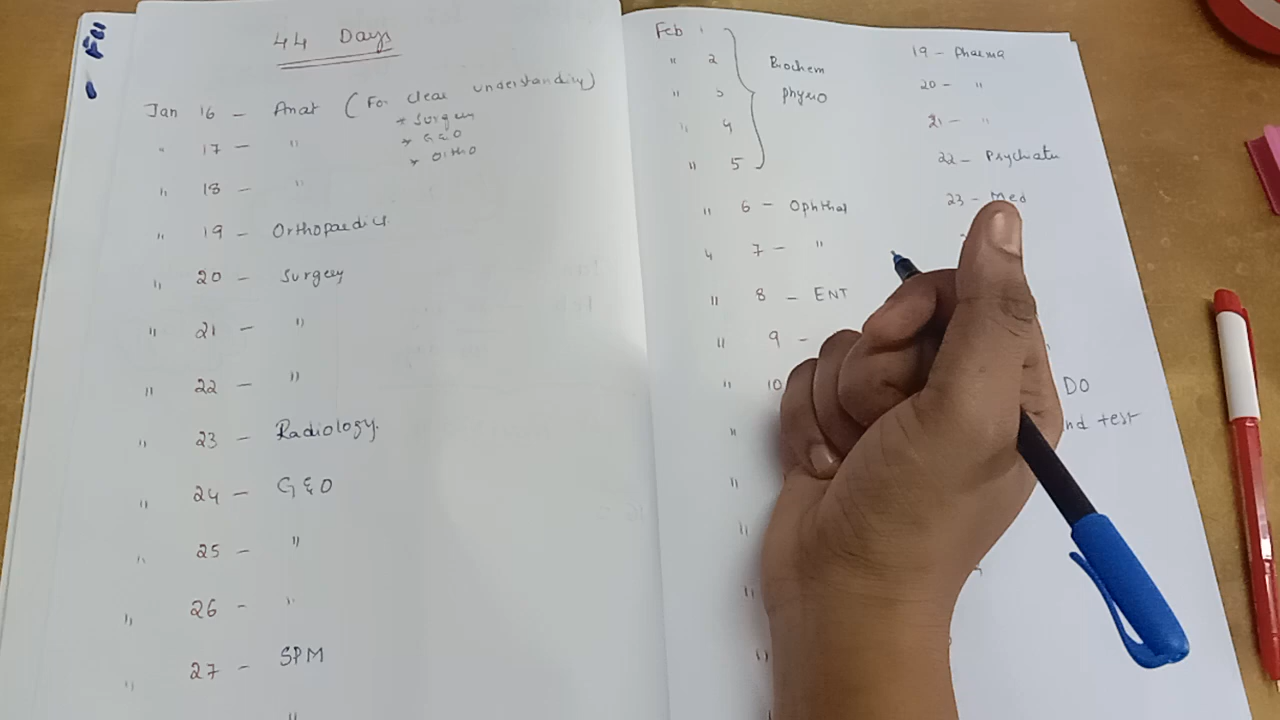 44 Days
Jan 16 - Anat (For clear understanding)
* Surgery
" 17 - "
* G&O
* Ortho
" 18 - "
" 19 - Orthopaedics
" 20 - Surgery
" 21 - "
" 22 - "
" 23 - Radiology.
" 24 - G&O
" 25 - "
" 26 - "
" 27 - SPM
"
Feb 1
" 2
" 3
" 4
" 5
Biochem
physio
" 6 - Ophthal
" 7 - "
" 8 - ENT
" 9 -
" 10
"
"
"
"
"
"
19 - Pharma
20 - "
21 - "
22 - Psychiatu
23 - Med
DO
nd test